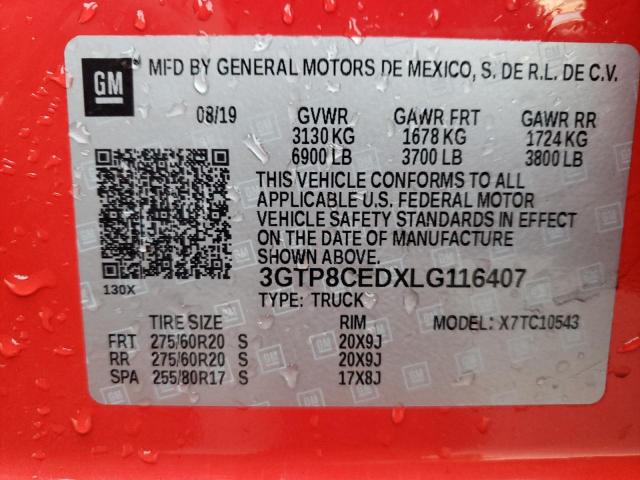 GM MFD BY GENERAL MOTORS DE MEXICO, S. DE R.L. DE C.V.
08/19 GVWR GAWR FRT GAWR RR
3130 KG 1678 KG 1724 KG
6900 LB 3700 LB 3800 LB
THIS VEHICLE CONFORMS TO ALL
APPLICABLE U.S. FEDERAL MOTOR
VEHICLE SAFETY STANDARDS IN EFFECT
ON THE DATE OF MANUFACTURE
SHOWN ABOVE.
3GTP8CEDXLG116407
130X TYPE: TRUCK
TIRE SIZE RIM MODEL: X7TC10543
FRT 275/60R20 S 20X9J
RR 275/60R20 S 20X9J
SPA 255/80R17 S 17X8J